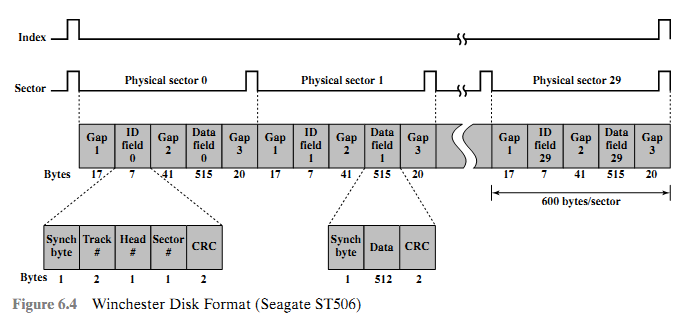 Index
Sector
Physical sector 0 Physical sector 1 Physical sector 29
Gap 1 ID field 0 Gap 2 Data field 0 Gap 3 Gap 1 ID field 1 Gap 2 Data field 1 Gap 3 Gap 1 ID field 29 Gap 2 Data field 29 Gap 3
Bytes 17 7 41 515 20 17 7 41 515 20 17 7 41 515 20
600 bytes/sector
Synch byte Track # Head # Sector # CRC Synch byte Data CRC
Bytes 1 2 1 1 2 1 512 2
Figure 6.4 Winchester Disk Format (Seagate ST506)